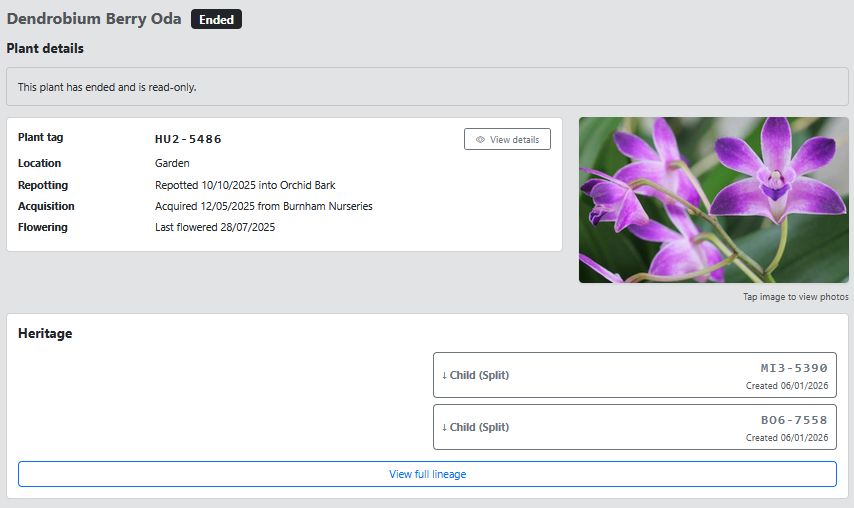 Dendrobium Berry Oda Ended
Plant details
This plant has ended and is read-only.
Plant tag HU2-5486 View details
Location Garden
Repotting Repotted 10/10/2025 into Orchid Bark
Acquisition Acquired 12/05/2025 from Burnham Nurseries
Flowering Last flowered 28/07/2025
Tap image to view photos
Heritage
↓ Child (Split) MI3-5390
Created 06/01/2026
↓ Child (Split) BO6-7558
Created 06/01/2026
View full lineage